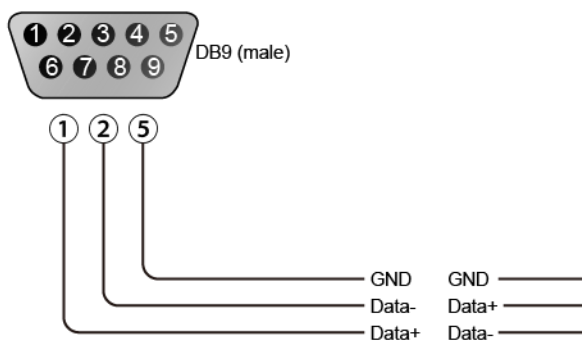 1 2 3 4 5
DB9 (male)
6 7 8 9
1 2 5
GND GND
Data- Data+
Data+ Data-